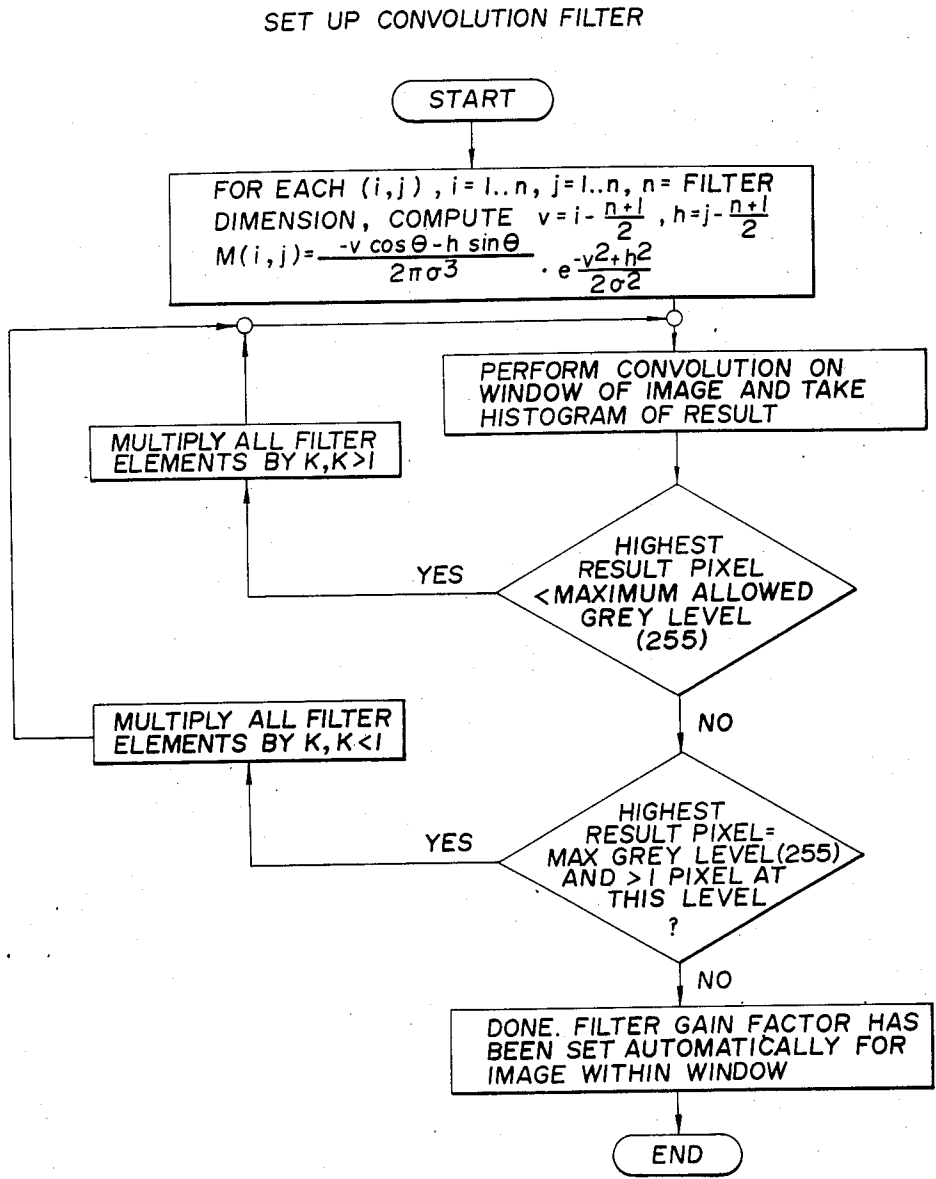 SET UP CONVOLUTION FILTER
START
FOR EACH (i,j) , i= 1..n, j=1..n, n= FILTER
DIMENSION, COMPUTE v = i - n+1/2 , h = j - n+1/2
M(i,j)= -v cos θ - h sin θ/2πσ3 · e -v2+h2/2σ2
PERFORM CONVOLUTION ON
WINDOW OF IMAGE AND TAKE
HISTOGRAM OF RESULT
MULTIPLY ALL FILTER
ELEMENTS BY K, K>1
HIGHEST
RESULT PIXEL
<MAXIMUM ALLOWED
GREY LEVEL
(255)
YES
NO
MULTIPLY ALL FILTER
ELEMENTS BY K, K<1
HIGHEST
RESULT PIXEL=
MAX GREY LEVEL(255)
AND >1 PIXEL AT
THIS LEVEL
?
YES
NO
DONE. FILTER GAIN FACTOR HAS
BEEN SET AUTOMATICALLY FOR
IMAGE WITHIN WINDOW
END